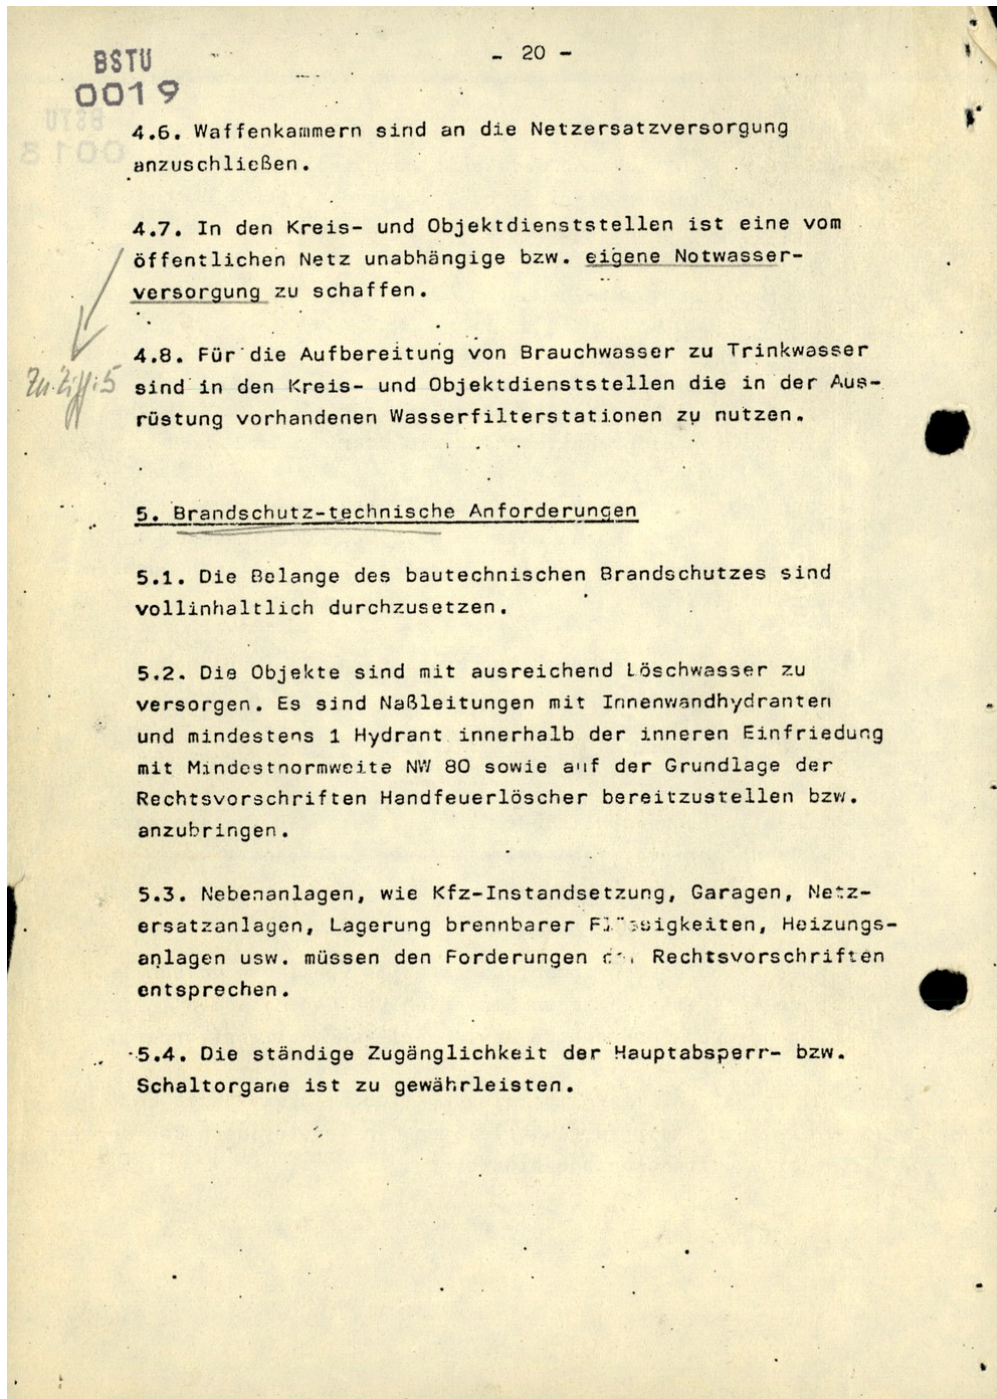 BSTU
0019
- 20 -
4.6. Waffenkammern sind an die Netzersatzversorgung
anzuschließen.
4.7. In den Kreis- und Objektdienststellen ist eine vom
öffentlichen Netz unabhängige bzw. eigene Notwasser-
versorgung zu schaffen.
4.8. Für die Aufbereitung von Brauchwasser zu Trinkwasser
Zu Ziff: 5
sind in den Kreis- und Objektdienststellen die in der Aus-
rüstung vorhandenen Wasserfilterstationen zu nutzen.
5. Brandschutz-technische Anforderungen
5.1. Die Belange des bautechnischen Brandschutzes sind
vollinhaltlich durchzusetzen.
5.2. Die Objekte sind mit ausreichend Löschwasser zu
versorgen. Es sind Naßleitungen mit Innenwandhydranten
und mindestens 1 Hydrant innerhalb der inneren Einfriedung
mit Mindestnormweite NW 80 sowie auf der Grundlage der
Rechtsvorschriften Handfeuerlöscher bereitzustellen bzw.
anzubringen.
5.3. Nebenanlagen, wie Kfz-Instandsetzung, Garagen, Netz-
ersatzanlagen, Lagerung brennbarer Flüssigkeiten, Heizungs-
anlagen usw. müssen den Forderungen der Rechtsvorschriften
entsprechen.
5.4. Die ständige Zugänglichkeit der Hauptabsperr- bzw.
Schaltorgane ist zu gewährleisten.